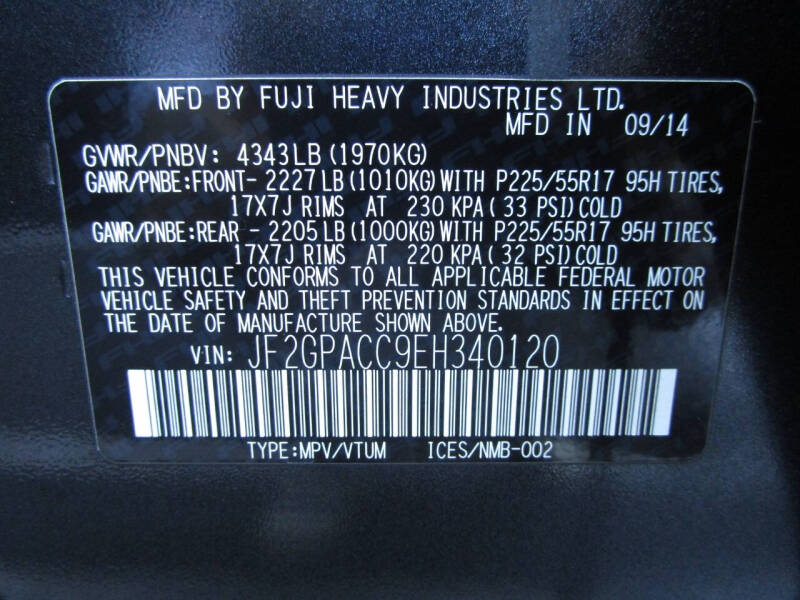 MFD BY FUJI HEAVY INDUSTRIES LTD.
MFD IN 09/14
GVWR/PNBV: 4343LB (1970KG)
GAWR/PNBE:FRONT- 2227LB (1010KG) WITH P225/55R17 95H TIRES,
17X7J RIMS AT 230 KPA( 33 PSI)COLD
GAWR/PNBE:REAR - 2205LB (1000KG) WITH P225/55R17 95H TIRES,
17X7J RIMS AT 220 KPA( 32 PSI)COLD
THIS VEHICLE CONFORMS TO ALL APPLICABLE FEDERAL MOTOR
VEHICLE SAFETY AND THEFT PREVENTION STANDARDS IN EFFECT ON
THE DATE OF MANUFACTURE SHOWN ABOVE.
VIN: JF2GPACC9EH340120
TYPE:MPV/VTUM ICES/NMB-002